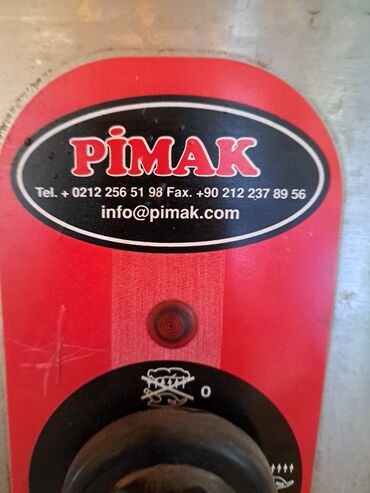 PİMAK
Tel. + 0212 256 51 98 Fax. +90 212 237 89 56
info@pimak.com
0